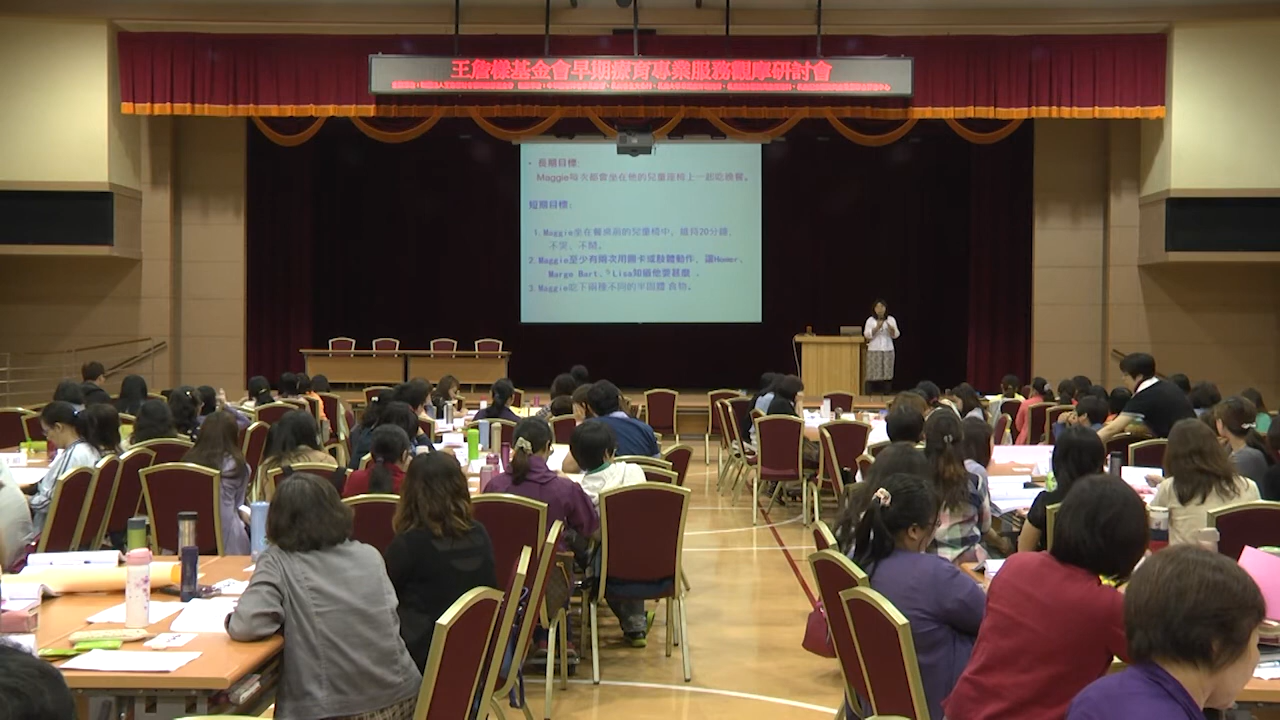 王詹樣基金會早期療育專業服務觀摩研討會
- 長期目標:
Maggie每次都會坐在他的兒童座椅上一起吃晚餐。
短期目標:
1.Maggie坐在餐桌前的兒童椅中，維持20分鐘，
不哭、不鬧。
2.Maggie至少有兩次用圖卡或肢體動作，讓Homer、
Marge Bart、Lisa知道他要甚麼。
3.Maggie吃下兩種不同的半固體食物。